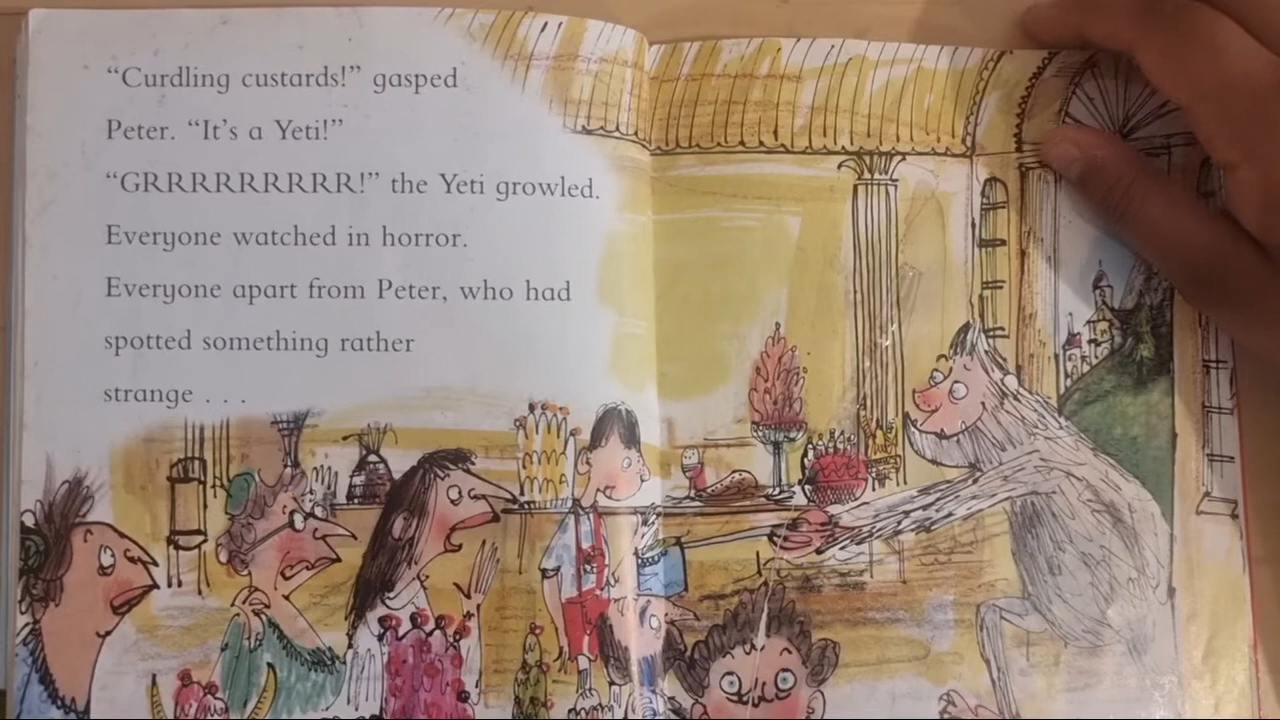 “Curdling custards!” gasped
Peter. “It’s a Yeti!”
“GRRRRRRRRR!” the Yeti growled.
Everyone watched in horror.
Everyone apart from Peter, who had
spotted something rather
strange . . .